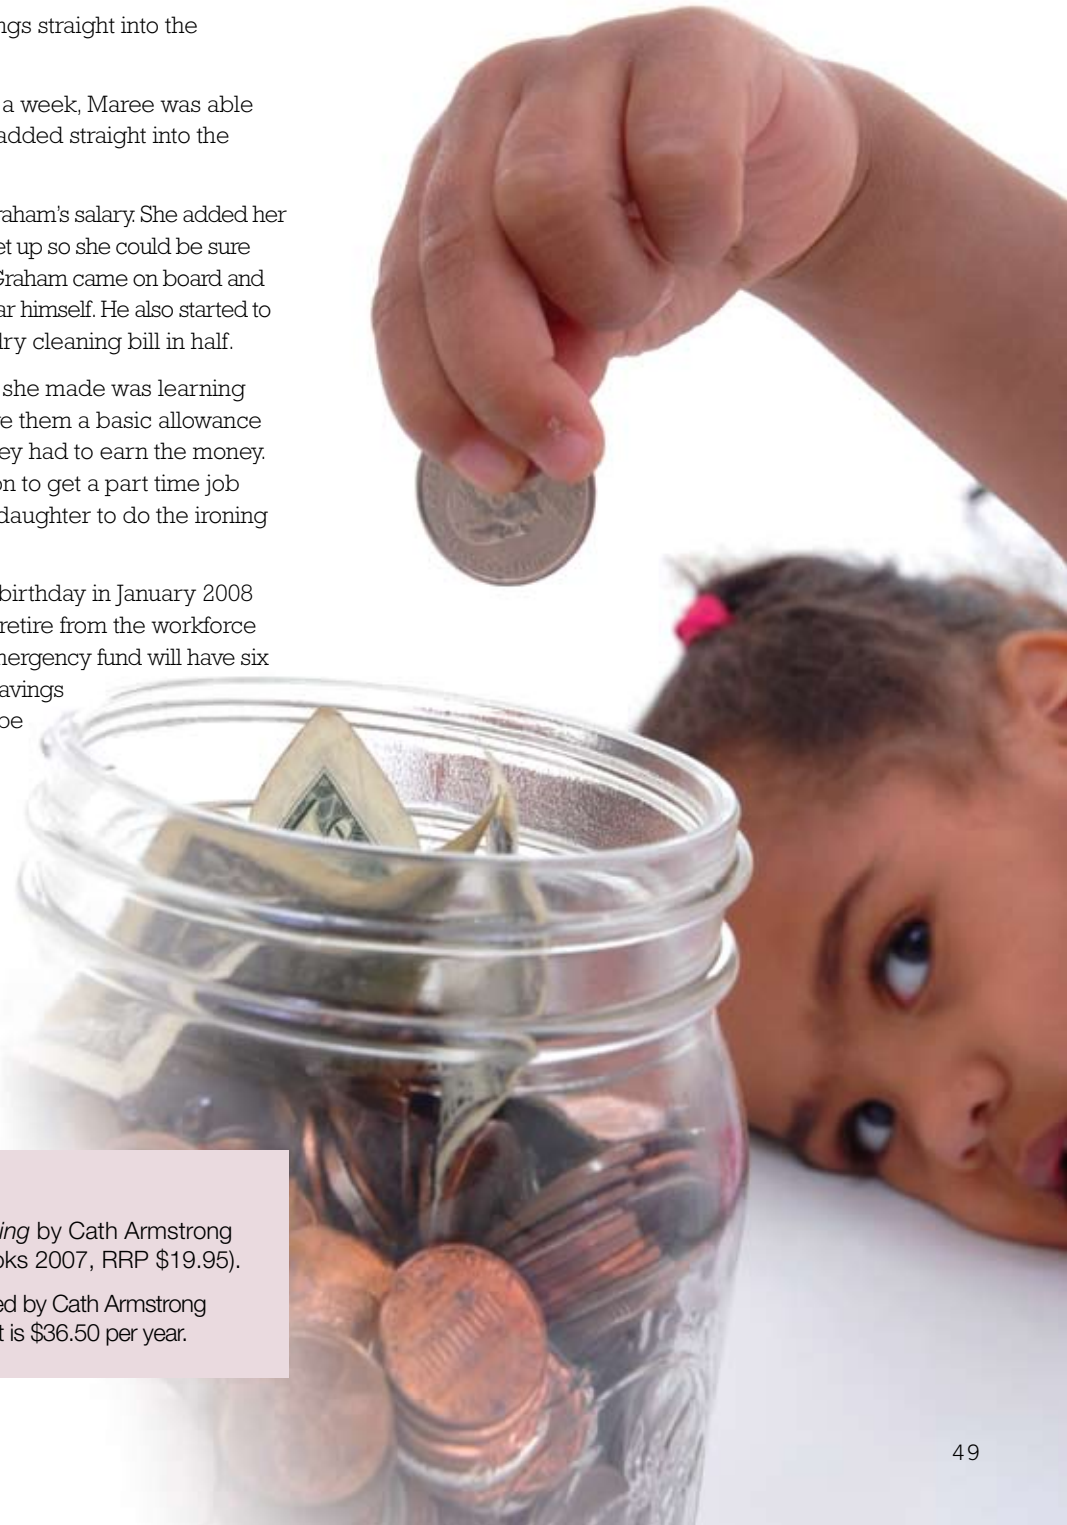 ngs straight into the
a week, Maree was able
added straight into the
raham's salary. She added her
et up so she could be sure
Graham came on board and
ar himself. He also started to
dry cleaning bill in half.
she made was learning
ve them a basic allowance
ey had to earn the money.
on to get a part time job
daughter to do the ironing
birthday in January 2008
retire from the workforce
mergency fund will have six
avings
be
ing by Cath Armstrong
oks 2007, RRP $19.95).
ed by Cath Armstrong
t is $36.50 per year.
49